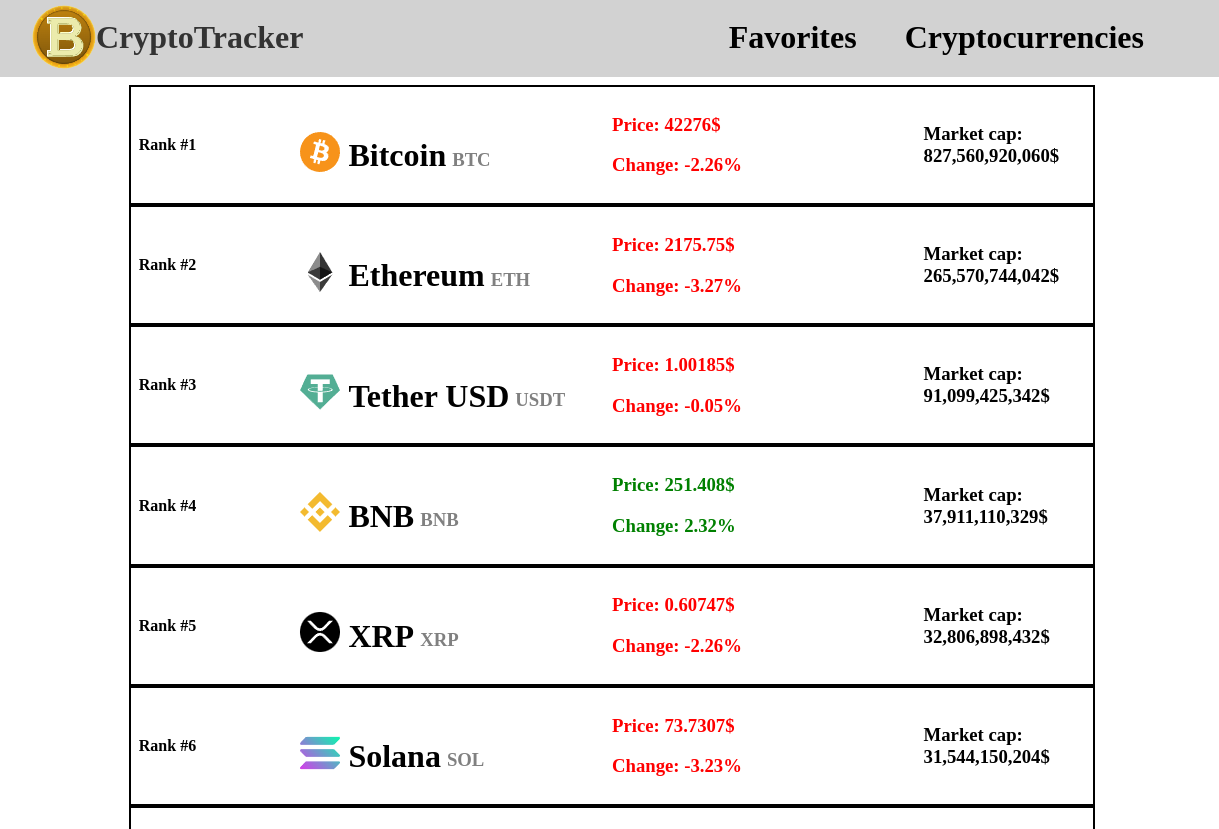 CryptoTracker
Favorites
Cryptocurrencies
Rank #1
Bitcoin BTC
Price: 42276$
Change: -2.26%
Market cap:
827,560,920,060$
Rank #2
Ethereum ETH
Price: 2175.75$
Change: -3.27%
Market cap:
265,570,744,042$
Rank #3
Tether USD USDT
Price: 1.00185$
Change: -0.05%
Market cap:
91,099,425,342$
Rank #4
BNB BNB
Price: 251.408$
Change: 2.32%
Market cap:
37,911,110,329$
Rank #5
XRP XRP
Price: 0.60747$
Change: -2.26%
Market cap:
32,806,898,432$
Rank #6
Solana SOL
Price: 73.7307$
Change: -3.23%
Market cap:
31,544,150,204$